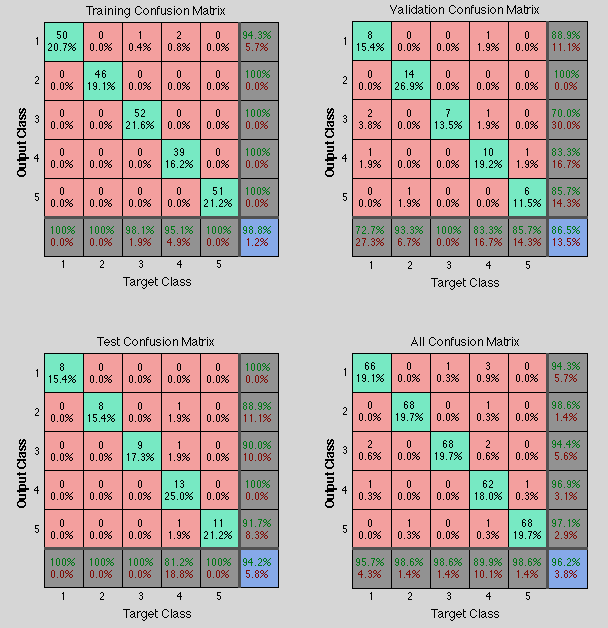 Training Confusion Matrix
Output Class
1
50 0 1 2 0 94.3%
20.7% 0.0% 0.4% 0.8% 0.0% 5.7%
2
0 46 0 0 0 100%
0.0% 19.1% 0.0% 0.0% 0.0% 0.0%
3
0 0 52 0 0 100%
0.0% 0.0% 21.6% 0.0% 0.0% 0.0%
4
0 0 0 39 0 100%
0.0% 0.0% 0.0% 16.2% 0.0% 0.0%
5
0 0 0 0 51 100%
0.0% 0.0% 0.0% 0.0% 21.2% 0.0%
100% 100% 98.1% 95.1% 100% 98.8%
0.0% 0.0% 1.9% 4.9% 0.0% 1.2%
1 2 3 4 5
Target Class
Validation Confusion Matrix
Output Class
1
8 0 0 1 0 88.9%
15.4% 0.0% 0.0% 1.9% 0.0% 11.1%
2
0 14 0 0 0 100%
0.0% 26.9% 0.0% 0.0% 0.0% 0.0%
3
2 0 7 1 0 70.0%
3.8% 0.0% 13.5% 1.9% 0.0% 30.0%
4
1 0 0 10 1 83.3%
1.9% 0.0% 0.0% 19.2% 1.9% 16.7%
5
0 1 0 0 6 85.7%
0.0% 1.9% 0.0% 0.0% 11.5% 14.3%
72.7% 93.3% 100% 83.3% 85.7% 86.5%
27.3% 6.7% 0.0% 16.7% 14.3% 13.5%
1 2 3 4 5
Target Class
Test Confusion Matrix
Output Class
1
8 0 0 0 0 100%
15.4% 0.0% 0.0% 0.0% 0.0% 0.0%
2
0 8 0 1 0 88.9%
0.0% 15.4% 0.0% 1.9% 0.0% 11.1%
3
0 0 9 1 0 90.0%
0.0% 0.0% 17.3% 1.9% 0.0% 10.0%
4
0 0 0 13 0 100%
0.0% 0.0% 0.0% 25.0% 0.0% 0.0%
5
0 0 0 1 11 91.7%
0.0% 0.0% 0.0% 1.9% 21.2% 8.3%
100% 100% 100% 81.2% 100% 94.2%
0.0% 0.0% 0.0% 18.8% 0.0% 5.8%
1 2 3 4 5
Target Class
All Confusion Matrix
Output Class
1
66 0 1 3 0 94.3%
19.1% 0.0% 0.3% 0.9% 0.0% 5.7%
2
0 68 0 1 0 98.6%
0.0% 19.7% 0.0% 0.3% 0.0% 1.4%
3
2 0 68 2 0 94.4%
0.6% 0.0% 19.7% 0.6% 0.0% 5.6%
4
1 0 0 62 1 96.9%
0.3% 0.0% 0.0% 18.0% 0.3% 3.1%
5
0 1 0 1 68 97.1%
0.0% 0.3% 0.0% 0.3% 19.7% 2.9%
95.7% 98.6% 98.6% 89.9% 98.6% 96.2%
4.3% 1.4% 1.4% 10.1% 1.4% 3.8%
1 2 3 4 5
Target Class